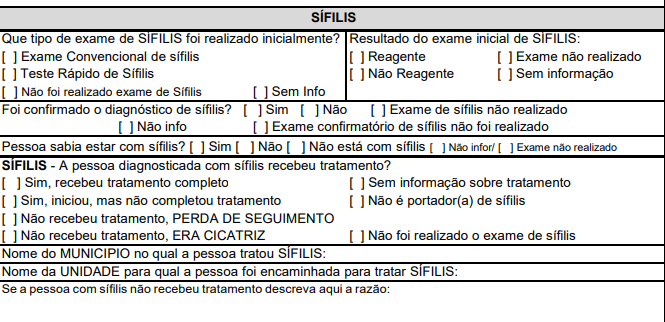 SÍFILIS
Que tipo de exame de SÍFILIS foi realizado inicialmente? Resultado do exame inicial de SÍFILIS:
[ ] Exame Convencional de sífilis [ ] Reagente [ ] Exame não realizado
[ ] Teste Rápido de Sífilis [ ] Não Reagente [ ] Sem informação
[ ] Não foi realizado exame de Sífilis [ ] Sem Info
Foi confirmado o diagnóstico de sífilis? [ ] Sim [ ] Não [ ] Exame de sífilis não realizado
[ ] Não info [ ] Exame confirmatório de sífilis não foi realizado
Pessoa sabia estar com sífilis? [ ] Sim [ ] Não [ ] Não está com sífilis [ ] Não infor/ [ ] Exame não realizado
SÍFILIS - A pessoa diagnosticada com sífilis recebeu tratamento?
[ ] Sim, recebeu tratamento completo [ ] Sem informação sobre tratamento
[ ] Sim, iniciou, mas não completou tratamento [ ] Não é portador(a) de sífilis
[ ] Não recebeu tratamento, PERDA DE SEGUIMENTO
[ ] Não recebeu tratamento, ERA CICATRIZ [ ] Não foi realizado o exame de sífilis
Nome do MUNICIPIO no qual a pessoa tratou SÍFILIS:
Nome da UNIDADE para qual a pessoa foi encaminhada para tratar SÍFILIS:
Se a pessoa com sífilis não recebeu tratamento descreva aqui a razão: